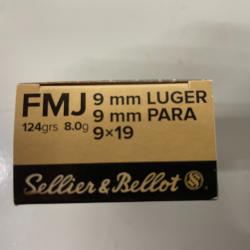 FMJ 9 mm LUGER
9 mm PARA
124grs 8.0g 9×19
Sellier & Bellot S&B